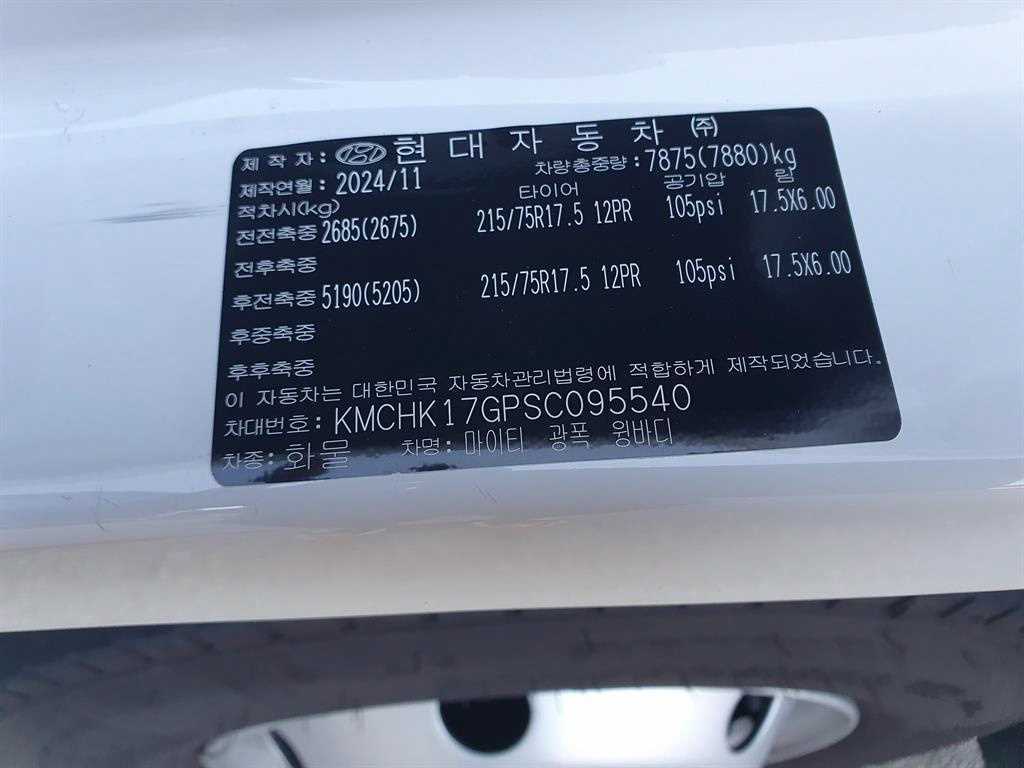 제 작 자 : 현 대 자 동 차 ㈜
제작연월 : 2024/11 차량총중량 : 7875(7880)kg
적차시(kg) 타이어 공기압 림
전전축중 2685(2675) 215/75R17.5 12PR 105psi 17.5X6.00
전후축중
후전축중 5190(5205) 215/75R17.5 12PR 105psi 17.5X6.00
후중축중
후후축중
이 자동차는 대한민국 자동차관리법령에 적합하게 제작되었습니다.
차대번호: KMCHK17GPSC095540
차종: 화물 차명: 마이티 광폭 윙바디